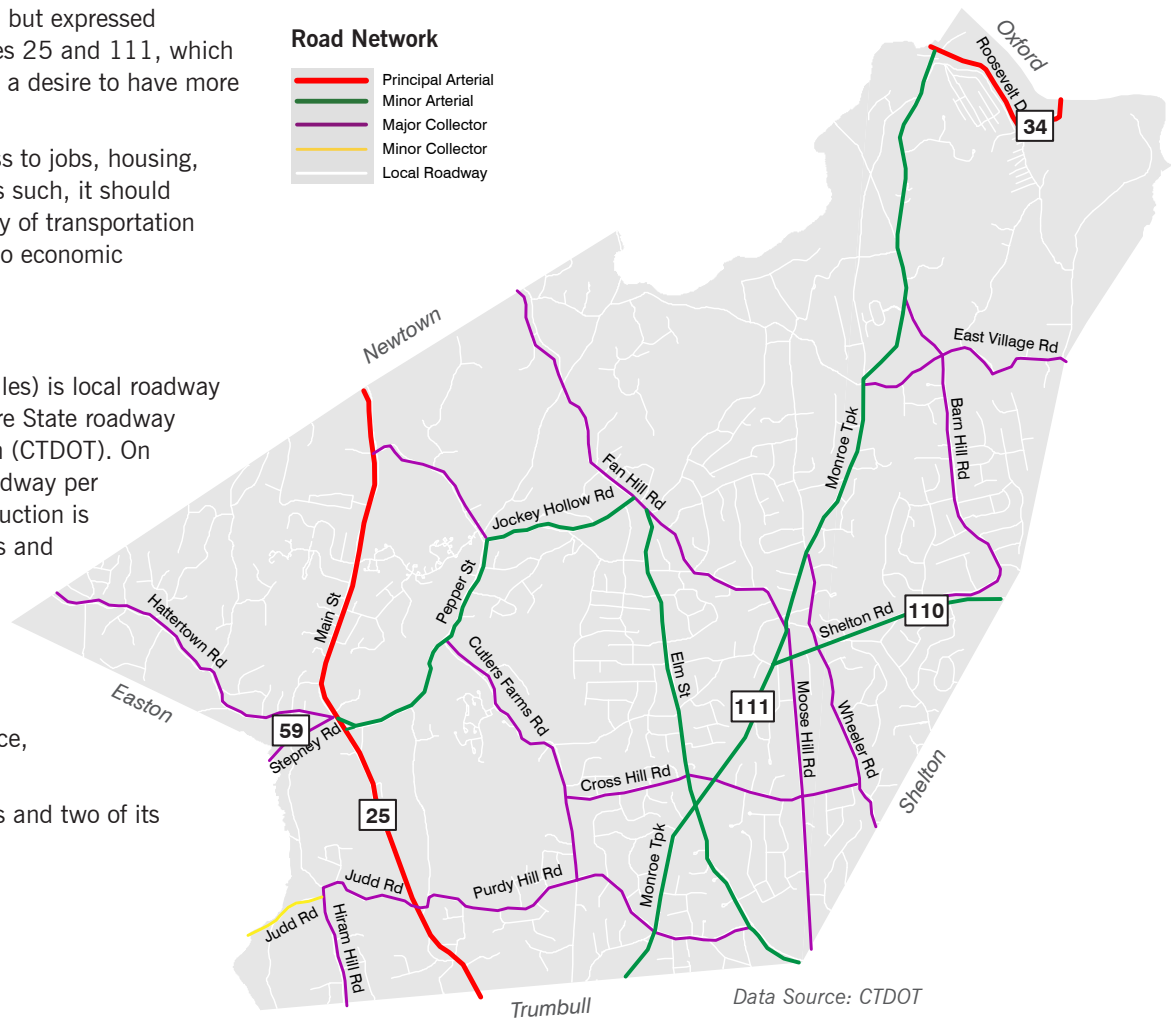 but expressed
es 25 and 111, which
a desire to have more
ss to jobs, housing,
s such, it should
y of transportation
o economic
les) is local roadway
re State roadway
n (CTDOT). On
dway per
uction is
s and
ce,
s and two of its
Road Network
Principal Arterial
Minor Arterial
Major Collector
Minor Collector
Local Roadway
Oxford
Roosevelt D
34
Newtown
East Village Rd
Barn Hill Rd
Monroe Tpk
Fan Hill Rd
Jockey Hollow Rd
Pepper St
Main St
Hattertown Rd
Cutlers Farms Rd
Elm St
Shelton Rd
110
Easton
59
Stepney Rd
111
Moose Hill Rd
Wheeler Rd
Shelton
Cross Hill Rd
25
Monroe Tpk
Judd Rd
Purdy Hill Rd
Judd Rd
Hiram Hill Rd
Trumbull
Data Source: CTDOT